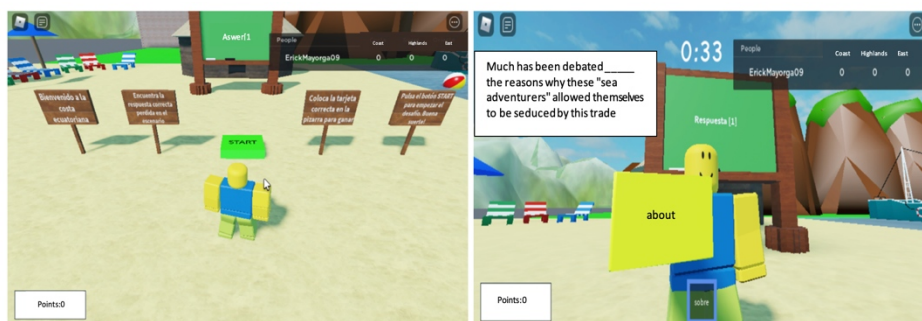 Aswer[1
People Coast Highlands East
ErickMayorga09 0 0 0
Bienvenido a la
costa
ecuatoriana
Encuentra la
respuesta correcta
perdida en el
escenario
Coloca la tarjeta
correcta en la
pizarra para ganar
Pulsa el botón START
para empezar el
desafío. Buena
suerte!
START
Points:0
0:33
People Coast Highlands East
ErickMayorga09 0 0 0
Much has been debated_____
the reasons why these "sea
adventurers" allowed themselves
to be seduced by this trade
Respuesta [1]
about
sobre
Points:0